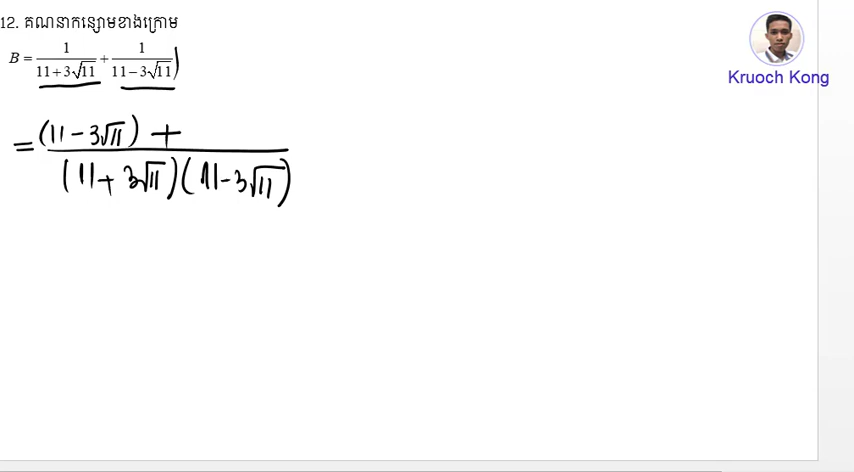 12. គណនាកន្សោមខាងក្រោម
B = 1/(11+3√11) + 1/(11−3√11)
= (11 − 3√11) + / (11 + 3√11)(11 − 3√11)
Kruoch Kong